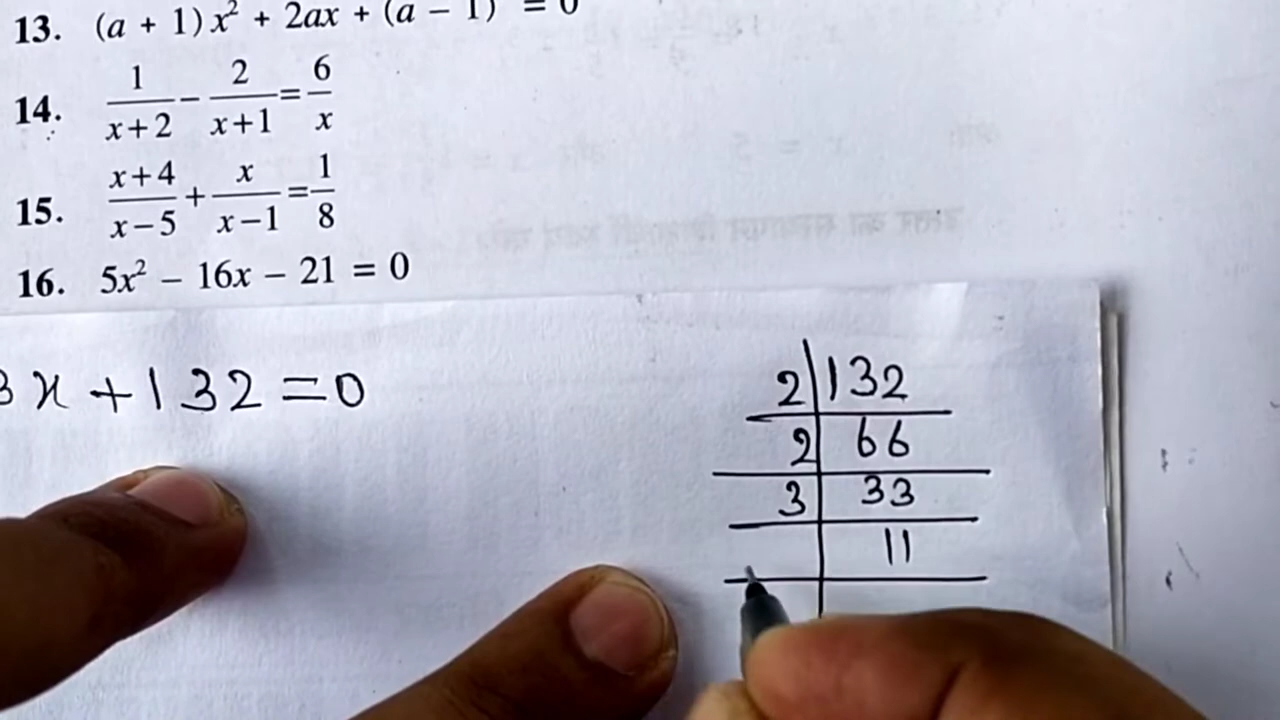 13. (a + 1) x² + 2ax + (a − 1) = 0
14. 1/(x+2) − 2/(x+1) = 6/x
15. (x+4)/(x−5) + x/(x−1) = 1/8
16. 5x² − 16x − 21 = 0
3x + 132 = 0
2 | 132
2 | 66
3 | 33
| 11